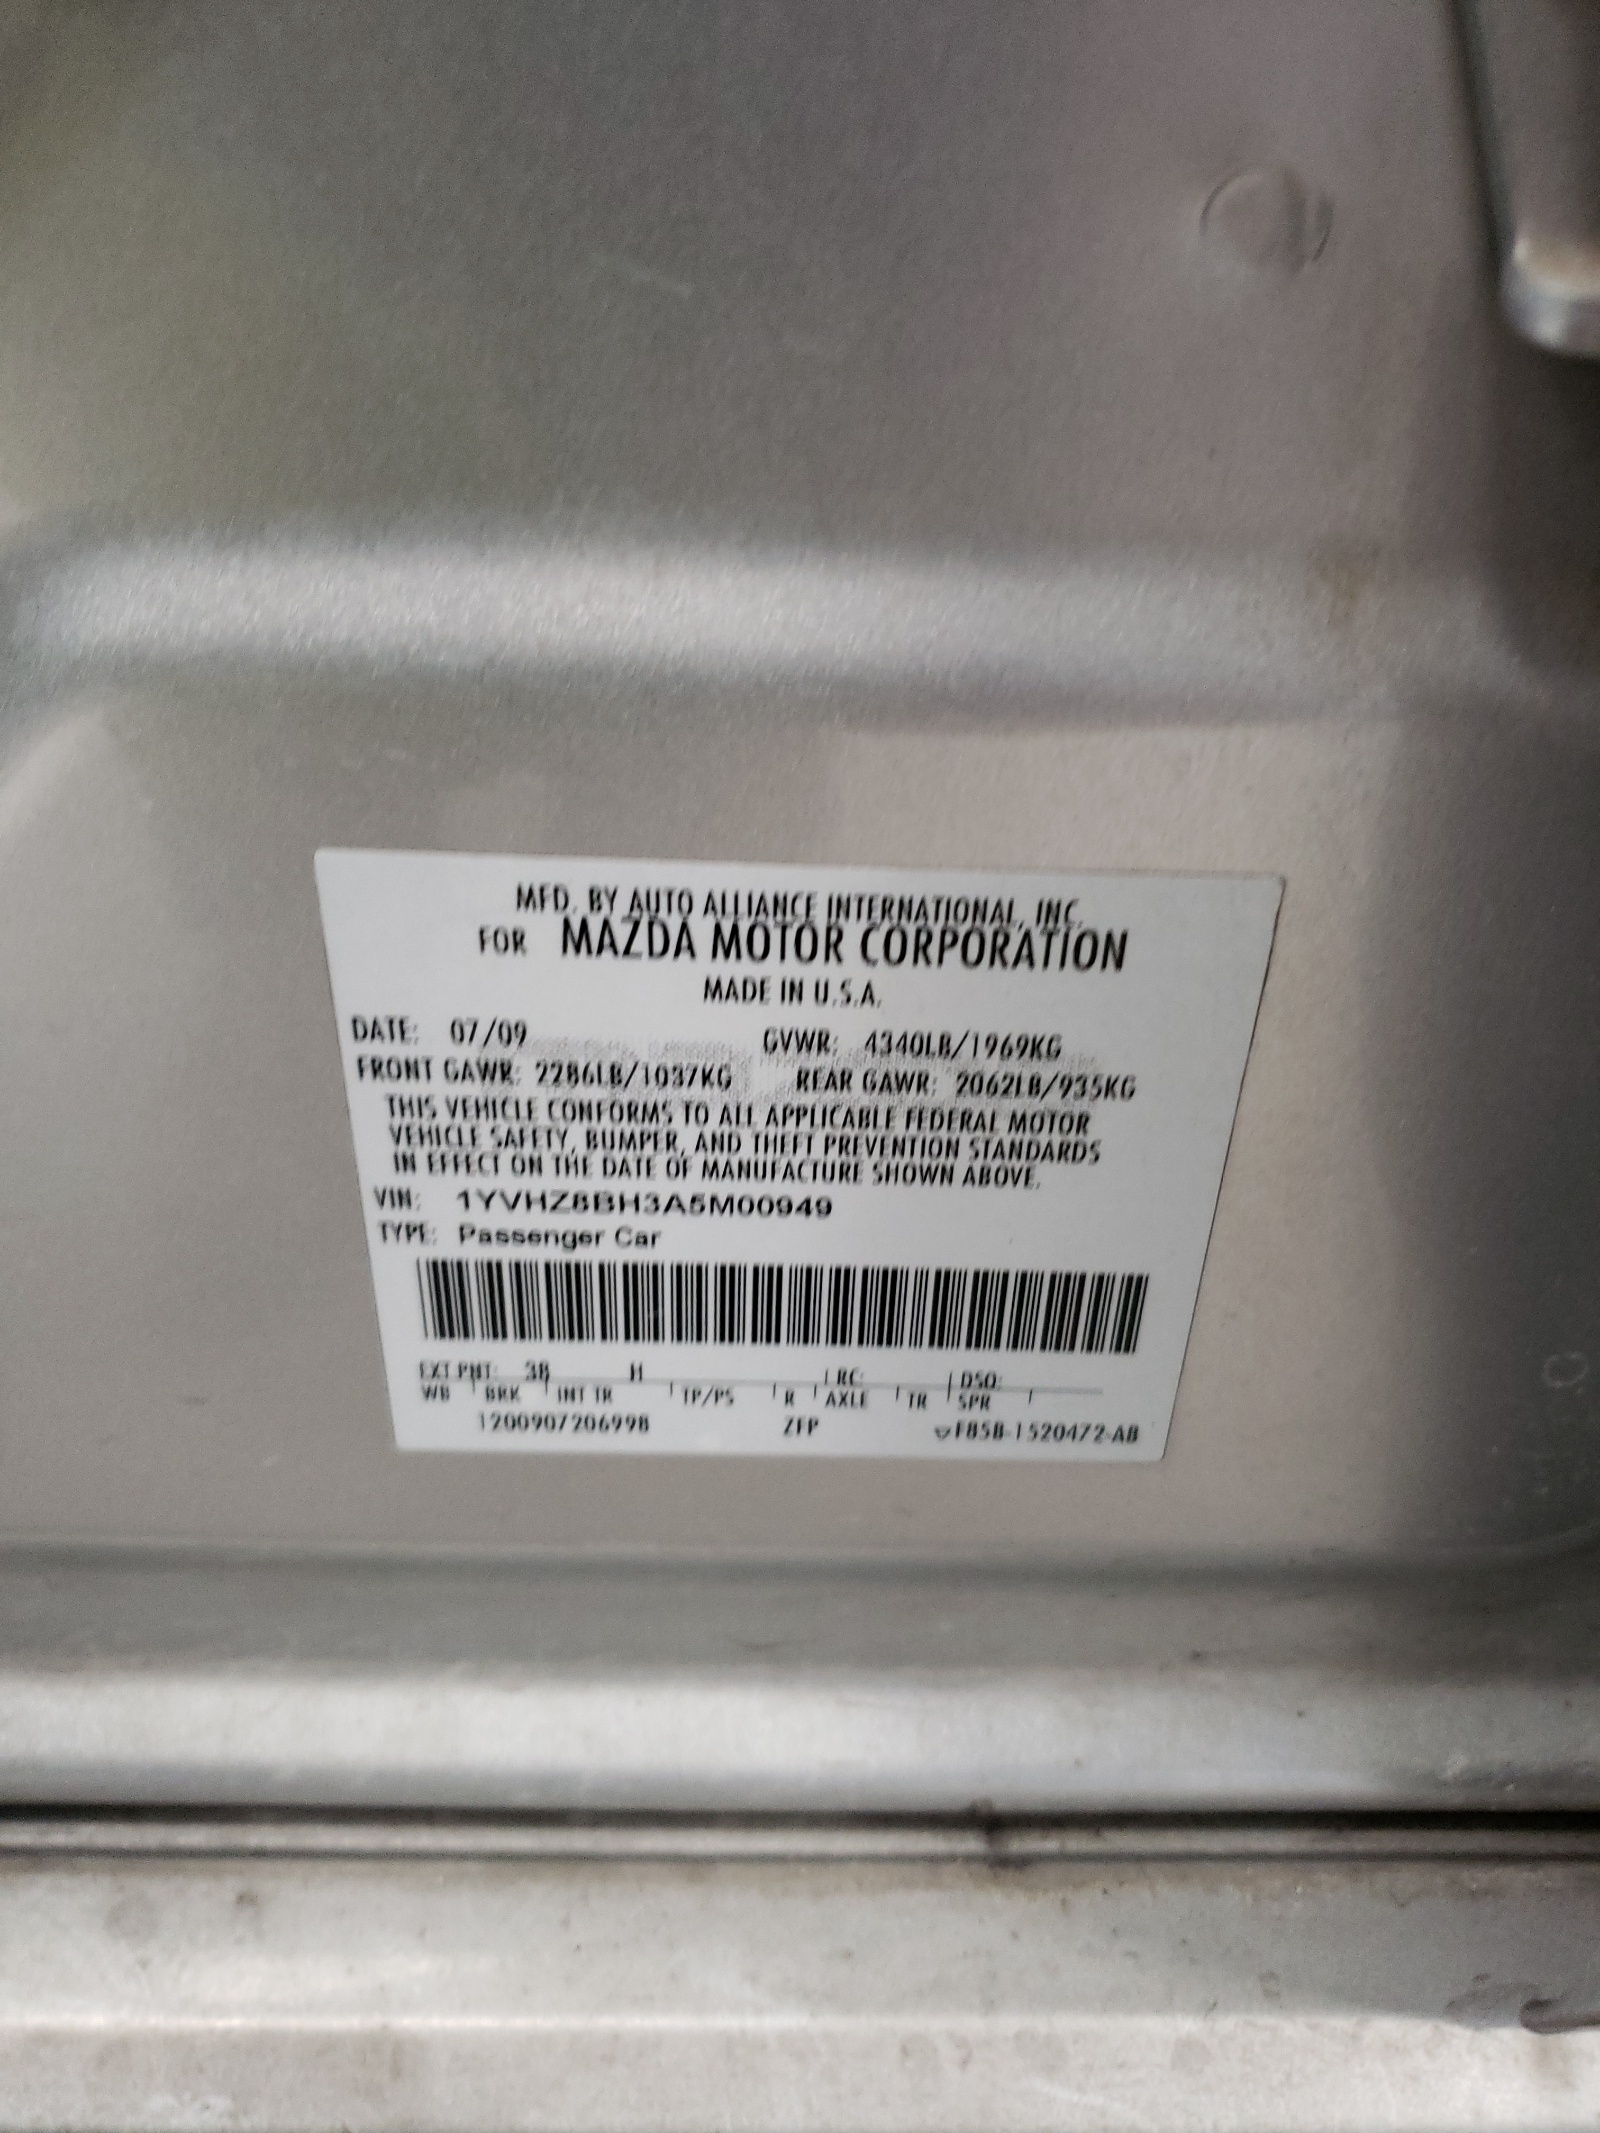 MFD. BY AUTO ALLIANCE INTERNATIONAL, INC.
FOR MAZDA MOTOR CORPORATION
MADE IN U.S.A.
DATE: 07/09 GVWR: 4340LB/1969KG
FRONT GAWR: 2286LB/1037KG REAR GAWR: 2062LB/935KG
THIS VEHICLE CONFORMS TO ALL APPLICABLE FEDERAL MOTOR
VEHICLE SAFETY, BUMPER, AND THEFT PREVENTION STANDARDS
IN EFFECT ON THE DATE OF MANUFACTURE SHOWN ABOVE.
VIN: 1YVHZ8BH3A5M00949
TYPE: Passenger Car
EXT PNT: H RC: DSO:
WB BRK INT TR TP/PS R AXLE TR SPR
1200907206998 ZFP F85B-1520472-AB